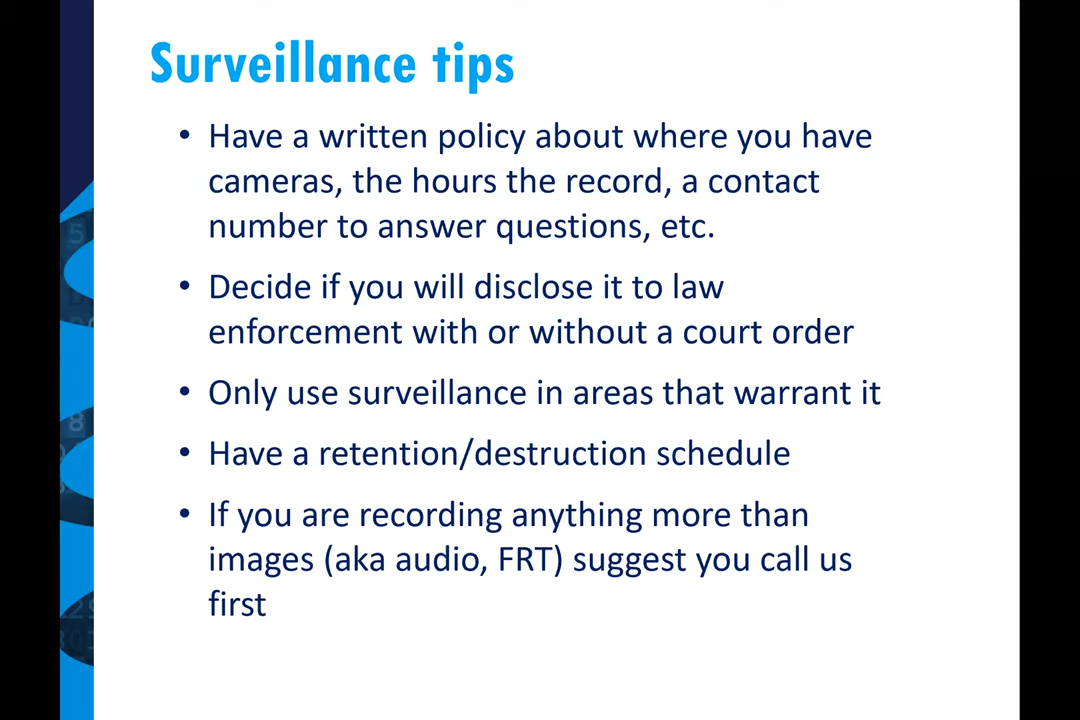 Surveillance tips
• Have a written policy about where you have
cameras, the hours the record, a contact
number to answer questions, etc.
• Decide if you will disclose it to law
enforcement with or without a court order
• Only use surveillance in areas that warrant it
• Have a retention/destruction schedule
• If you are recording anything more than
images (aka audio, FRT) suggest you call us
first